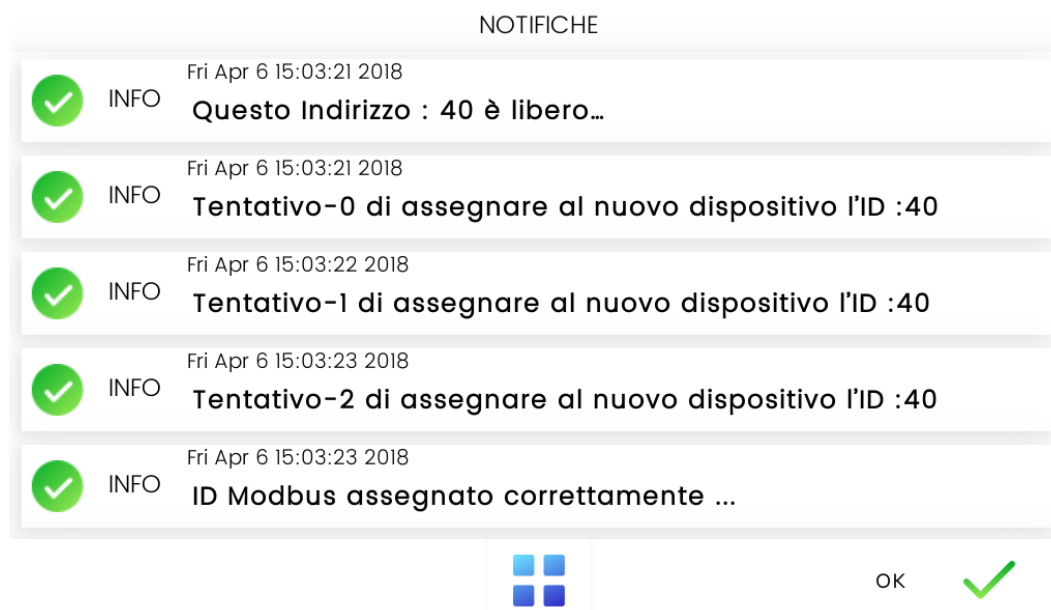 NOTIFICHE
Fri Apr 6 15:03:21 2018
INFO
Questo Indirizzo : 40 è libero…
Fri Apr 6 15:03:21 2018
INFO
Tentativo-0 di assegnare al nuovo dispositivo l'ID :40
Fri Apr 6 15:03:22 2018
INFO
Tentativo-1 di assegnare al nuovo dispositivo l'ID :40
Fri Apr 6 15:03:23 2018
INFO
Tentativo-2 di assegnare al nuovo dispositivo l'ID :40
Fri Apr 6 15:03:23 2018
INFO
ID Modbus assegnato correttamente ...
OK